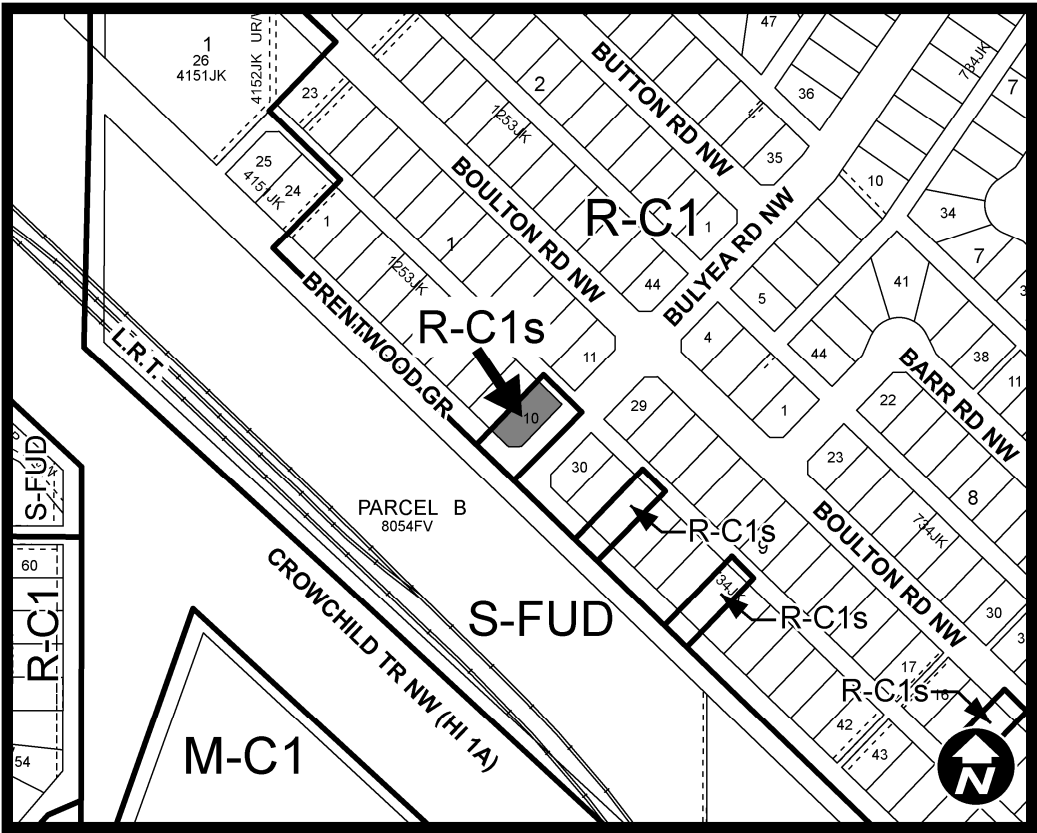 1
26
4151JK
4152JK UR/W
23
25
4151JK
24
1
2
1253JK
BUTTON RD NW
47
36
35
734JK
7
10
34
7
BOULTON RD NW
R-C1
1
44
BULYEA RD NW
5
41
1
1253JK
BRENTWOOD GR
R-C1s
11
4
44
38
11
BARR RD NW
10
29
1
22
L.R.T.
30
23
8
S-FUD
PARCEL B
8054FV
R-C1s
9
BOULTON RD NW
734JK
60
R-C1
CROWCHILD TR NW (HI 1A)
S-FUD
34JK
R-C1s
30
17
16
R-C1s
42
43
54
M-C1
N